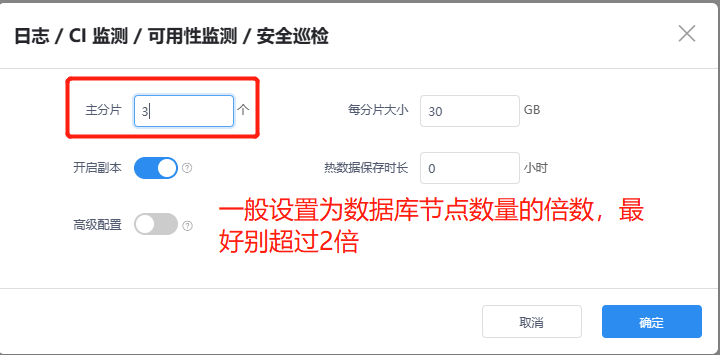 日志 / CI 监测 / 可用性监测 / 安全巡检
主分片 3 个 每分片大小 30 GB
开启副本 热数据保存时长 0 小时
高级配置
一般设置为数据库节点数量的倍数，最
好别超过2倍
取消 确定